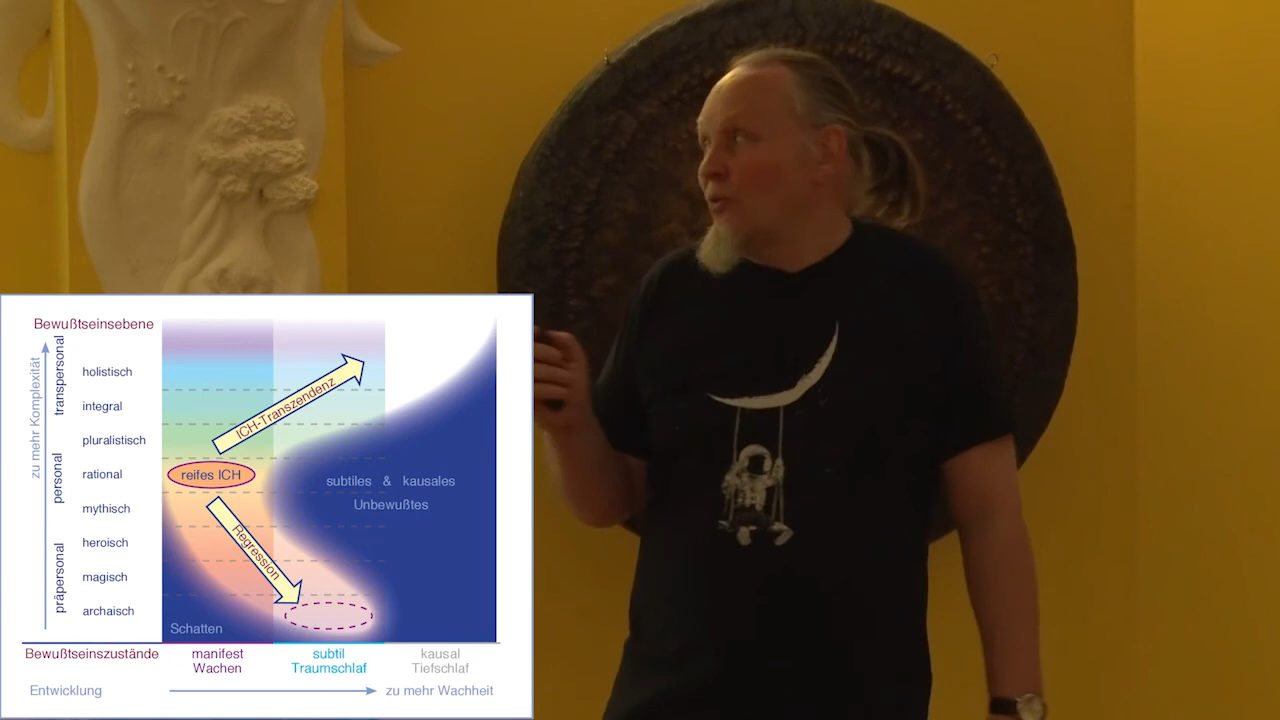 Bewußtseinsebene
zu mehr Komplexität
transpersonal
personal
präpersonal
holistisch
integral
pluralistisch
rational
mythisch
heroisch
magisch
archaisch
ICH-Transzendenz
reifes ICH
Regression
subtiles & kausales
Unbewußtes
Schatten
Bewußtseinszustände
manifest
Wachen
subtil
Traumschlaf
kausal
Tiefschlaf
Entwicklung
zu mehr Wachheit